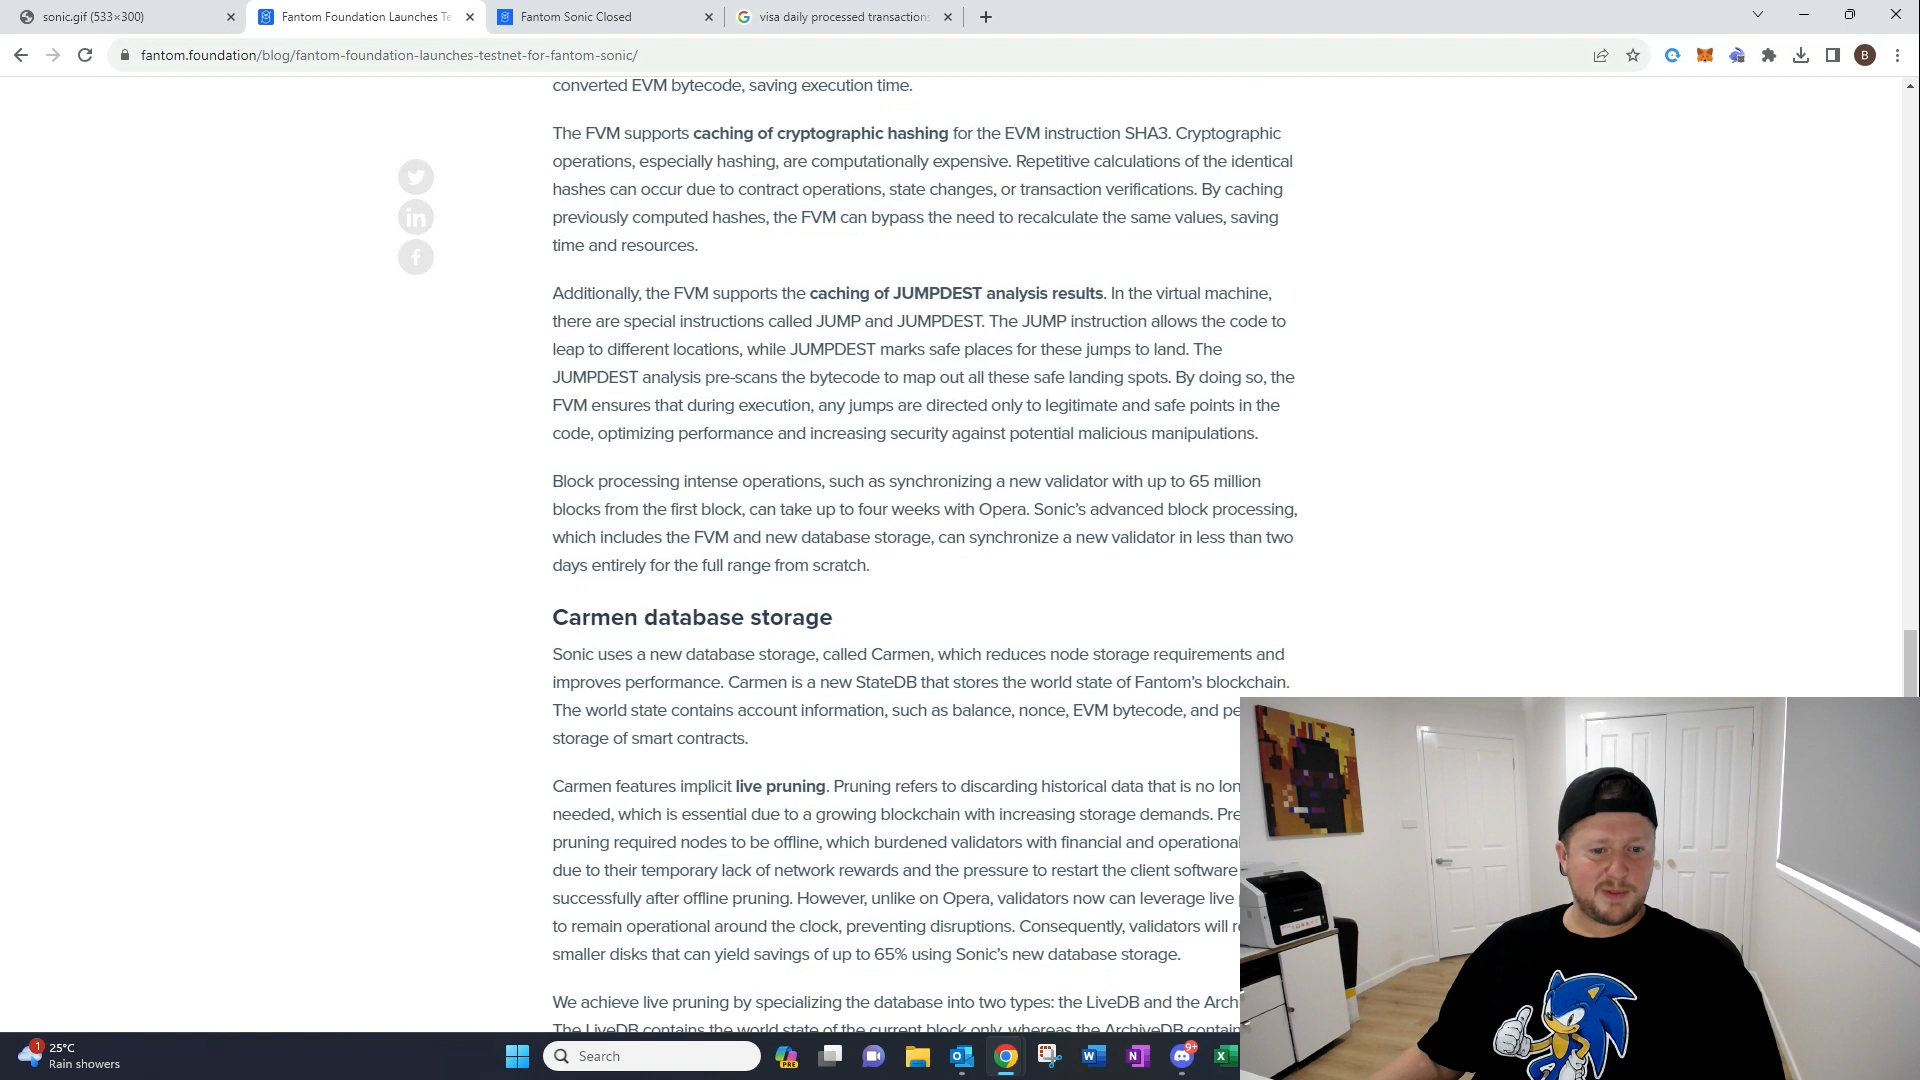 sonic.gif (533×300)
Fantom Foundation Launches Te
Fantom Sonic Closed
visa daily processed transactions
fantom.foundation/blog/fantom-foundation-launches-testnet-for-fantom-sonic/
B
converted EVM bytecode, saving execution time.
The FVM supports caching of cryptographic hashing for the EVM instruction SHA3. Cryptographic
operations, especially hashing, are computationally expensive. Repetitive calculations of the identical
hashes can occur due to contract operations, state changes, or transaction verifications. By caching
previously computed hashes, the FVM can bypass the need to recalculate the same values, saving
time and resources.
Additionally, the FVM supports the caching of JUMPDEST analysis results. In the virtual machine,
there are special instructions called JUMP and JUMPDEST. The JUMP instruction allows the code to
leap to different locations, while JUMPDEST marks safe places for these jumps to land. The
JUMPDEST analysis pre-scans the bytecode to map out all these safe landing spots. By doing so, the
FVM ensures that during execution, any jumps are directed only to legitimate and safe points in the
code, optimizing performance and increasing security against potential malicious manipulations.
Block processing intense operations, such as synchronizing a new validator with up to 65 million
blocks from the first block, can take up to four weeks with Opera. Sonic’s advanced block processing,
which includes the FVM and new database storage, can synchronize a new validator in less than two
days entirely for the full range from scratch.
Carmen database storage
Sonic uses a new database storage, called Carmen, which reduces node storage requirements and
improves performance. Carmen is a new StateDB that stores the world state of Fantom’s blockchain.
The world state contains account information, such as balance, nonce, EVM bytecode, and pe
storage of smart contracts.
Carmen features implicit live pruning. Pruning refers to discarding historical data that is no lon
needed, which is essential due to a growing blockchain with increasing storage demands. Pre
pruning required nodes to be offline, which burdened validators with financial and operational
due to their temporary lack of network rewards and the pressure to restart the client software
successfully after offline pruning. However, unlike on Opera, validators now can leverage live
to remain operational around the clock, preventing disruptions. Consequently, validators will r
smaller disks that can yield savings of up to 65% using Sonic’s new database storage.
We achieve live pruning by specializing the database into two types: the LiveDB and the Arch
The LiveDB contains the world state of the current block only, whereas the ArchiveDB contain
1
25°C
Rain showers
Search
PRE
9+